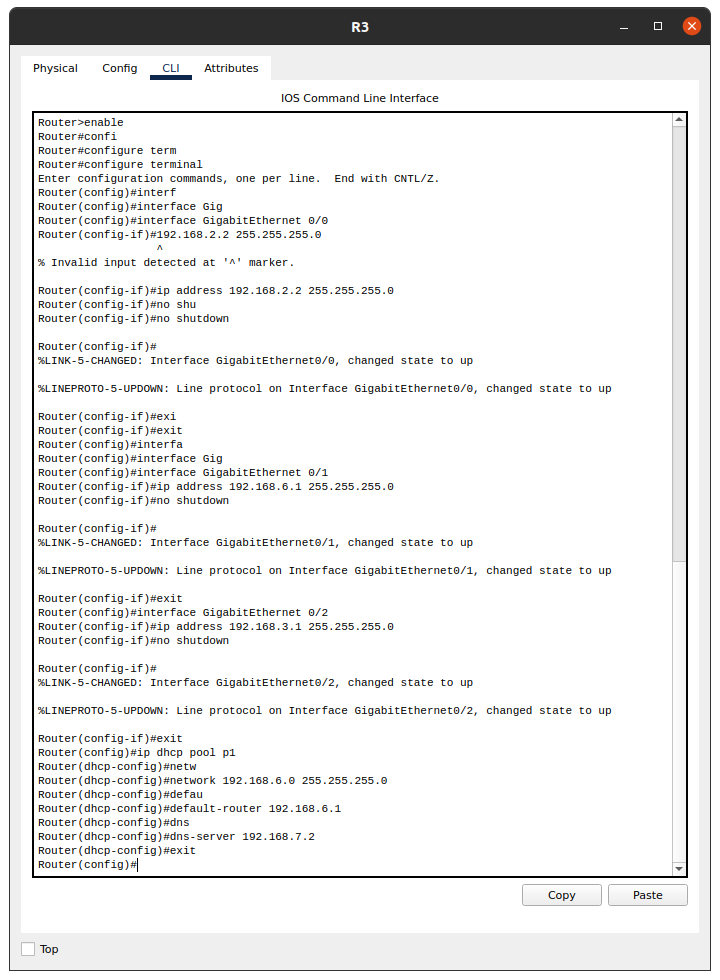 R3
Physical Config CLI Attributes
IOS Command Line Interface
Router>enable
Router#confi
Router#configure term
Router#configure terminal
Enter configuration commands, one per line.  End with CNTL/Z.
Router(config)#interf
Router(config)#interface Gig
Router(config)#interface GigabitEthernet 0/0
Router(config-if)#192.168.2.2 255.255.255.0
^
% Invalid input detected at '^' marker.
Router(config-if)#ip address 192.168.2.2 255.255.255.0
Router(config-if)#no shu
Router(config-if)#no shutdown
Router(config-if)#
%LINK-5-CHANGED: Interface GigabitEthernet0/0, changed state to up
%LINEPROTO-5-UPDOWN: Line protocol on Interface GigabitEthernet0/0, changed state to up
Router(config-if)#exi
Router(config-if)#exit
Router(config)#interfa
Router(config)#interface Gig
Router(config)#interface GigabitEthernet 0/1
Router(config-if)#ip address 192.168.6.1 255.255.255.0
Router(config-if)#no shutdown
Router(config-if)#
%LINK-5-CHANGED: Interface GigabitEthernet0/1, changed state to up
%LINEPROTO-5-UPDOWN: Line protocol on Interface GigabitEthernet0/1, changed state to up
Router(config-if)#exit
Router(config)#interface GigabitEthernet 0/2
Router(config-if)#ip address 192.168.3.1 255.255.255.0
Router(config-if)#no shutdown
Router(config-if)#
%LINK-5-CHANGED: Interface GigabitEthernet0/2, changed state to up
%LINEPROTO-5-UPDOWN: Line protocol on Interface GigabitEthernet0/2, changed state to up
Router(config-if)#exit
Router(config)#ip dhcp pool p1
Router(dhcp-config)#netw
Router(dhcp-config)#network 192.168.6.0 255.255.255.0
Router(dhcp-config)#defau
Router(dhcp-config)#default-router 192.168.6.1
Router(dhcp-config)#dns
Router(dhcp-config)#dns-server 192.168.7.2
Router(dhcp-config)#exit
Router(config)#
Copy Paste
Top